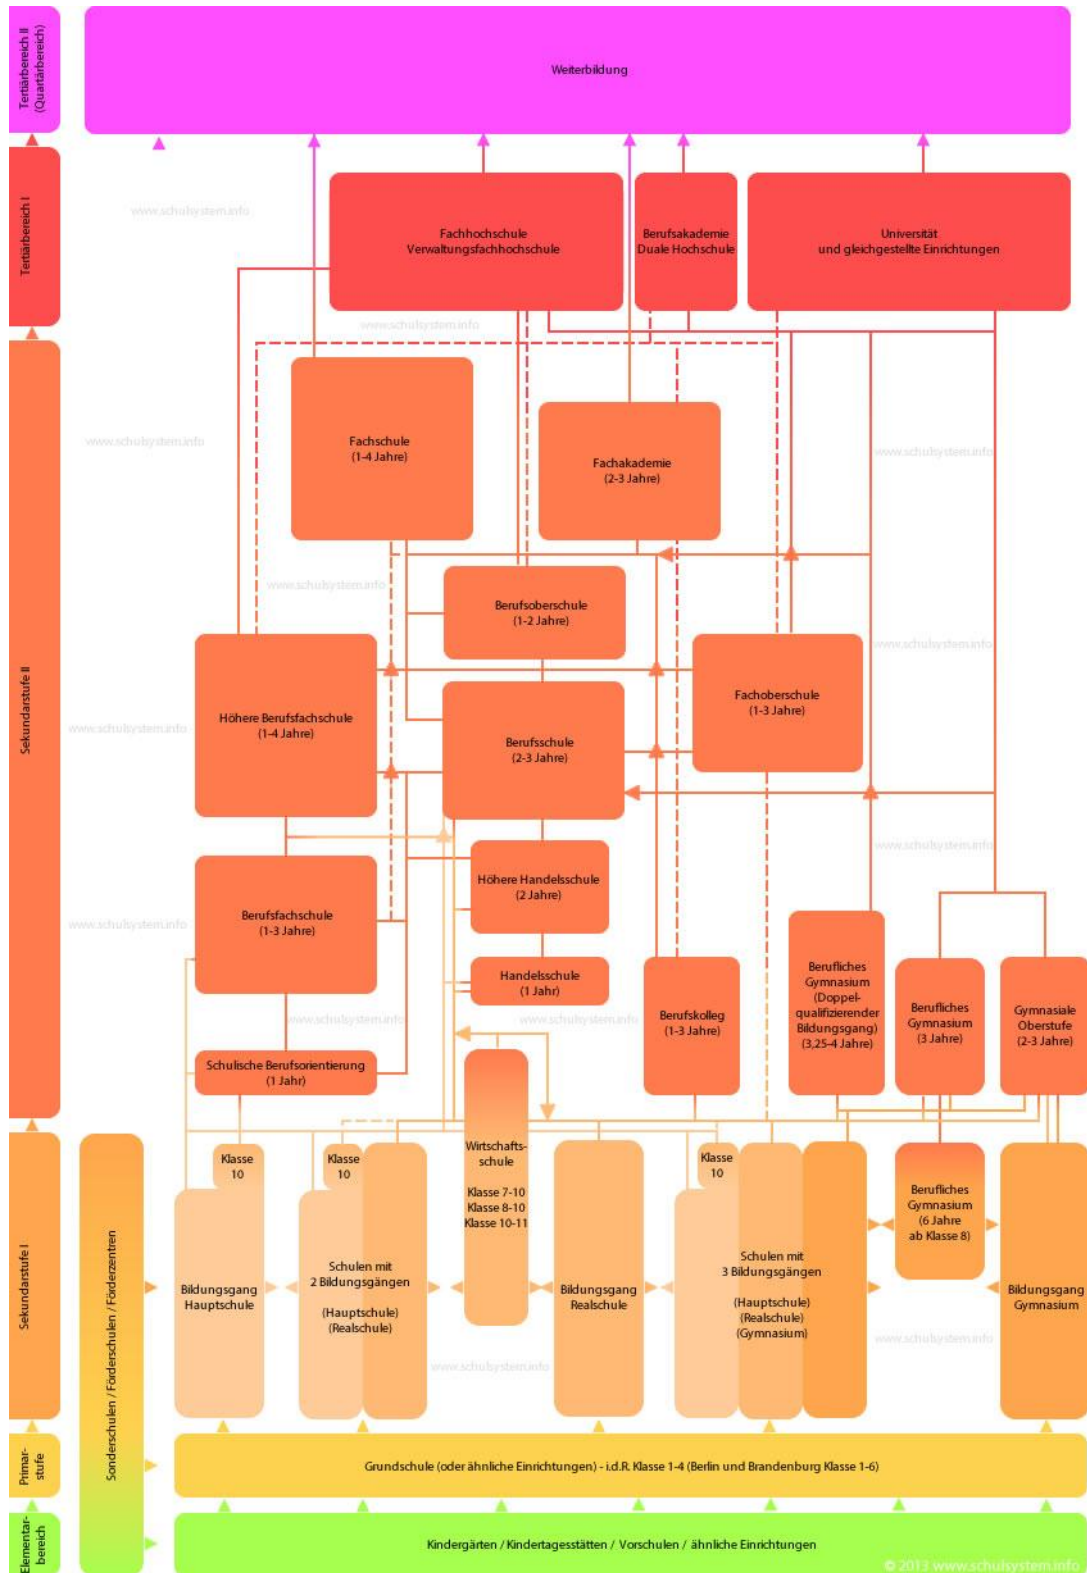 Tertiärbereich II
(Quartärbereich)
Weiterbildung
Tertiärbereich I
www.schulsystem.info
Fachhochschule
Verwaltungsfachhochschule
Berufsakademie
Duale Hochschule
Universität
und gleichgestellte Einrichtungen
www.schulsystem.info
Sekundarstufe II
www.schulsystem.info
Fachschule
(1-4 Jahre)
Fachakademie
(2-3 Jahre)
www.schulsystem.info
www.schulsystem.info
Berufsoberschule
(1-2 Jahre)
www.schulsystem.info
Höhere Berufsfachschule
(1-4 Jahre)
Fachoberschule
(1-3 Jahre)
www.schulsystem.info
Berufsschule
(2-3 Jahre)
www.schulsystem.info
Höhere Handelsschule
(2 Jahre)
Berufsfachschule
(1-3 Jahre)
www.schulsystem.info
Handelsschule
(1 Jahr)
Berufskolleg
(1-3 Jahre)
Berufliches
Gymnasium
(Doppel-
qualifizierender
Bildungsgang)
(3,25-4 Jahre)
Berufliches
Gymnasium
(3 Jahre)
Gymnasiale
Oberstufe
(2-3 Jahre)
www.schulsystem.info
www.schulsystem.info
Schulische Berufsorientierung
(1 Jahr)
Sekundarstufe I
Sonderschulen / Förderschulen / Förderzentren
Klasse
10
Klasse
10
Wirtschafts-
schule
Klasse 7-10
Klasse 8-10
Klasse 10-11
Klasse
10
Berufliches
Gymnasium
(6 Jahre
ab Klasse 8)
Bildungsgang
Hauptschule
Schulen mit
2 Bildungsgängen
(Hauptschule)
(Realschule)
Bildungsgang
Realschule
Schulen mit
3 Bildungsgängen
(Hauptschule)
(Realschule)
(Gymnasium)
Bildungsgang
Gymnasium
www.schulsystem.info
www.schulsystem.info
Primar-
stufe
Grundschule (oder ähnliche Einrichtungen) - i.d.R. Klasse 1-4 (Berlin und Brandenburg Klasse 1-6)
Elementar-
bereich
Kindergärten / Kindertagesstätten / Vorschulen / ähnliche Einrichtungen
© 2013 www.schulsystem.info